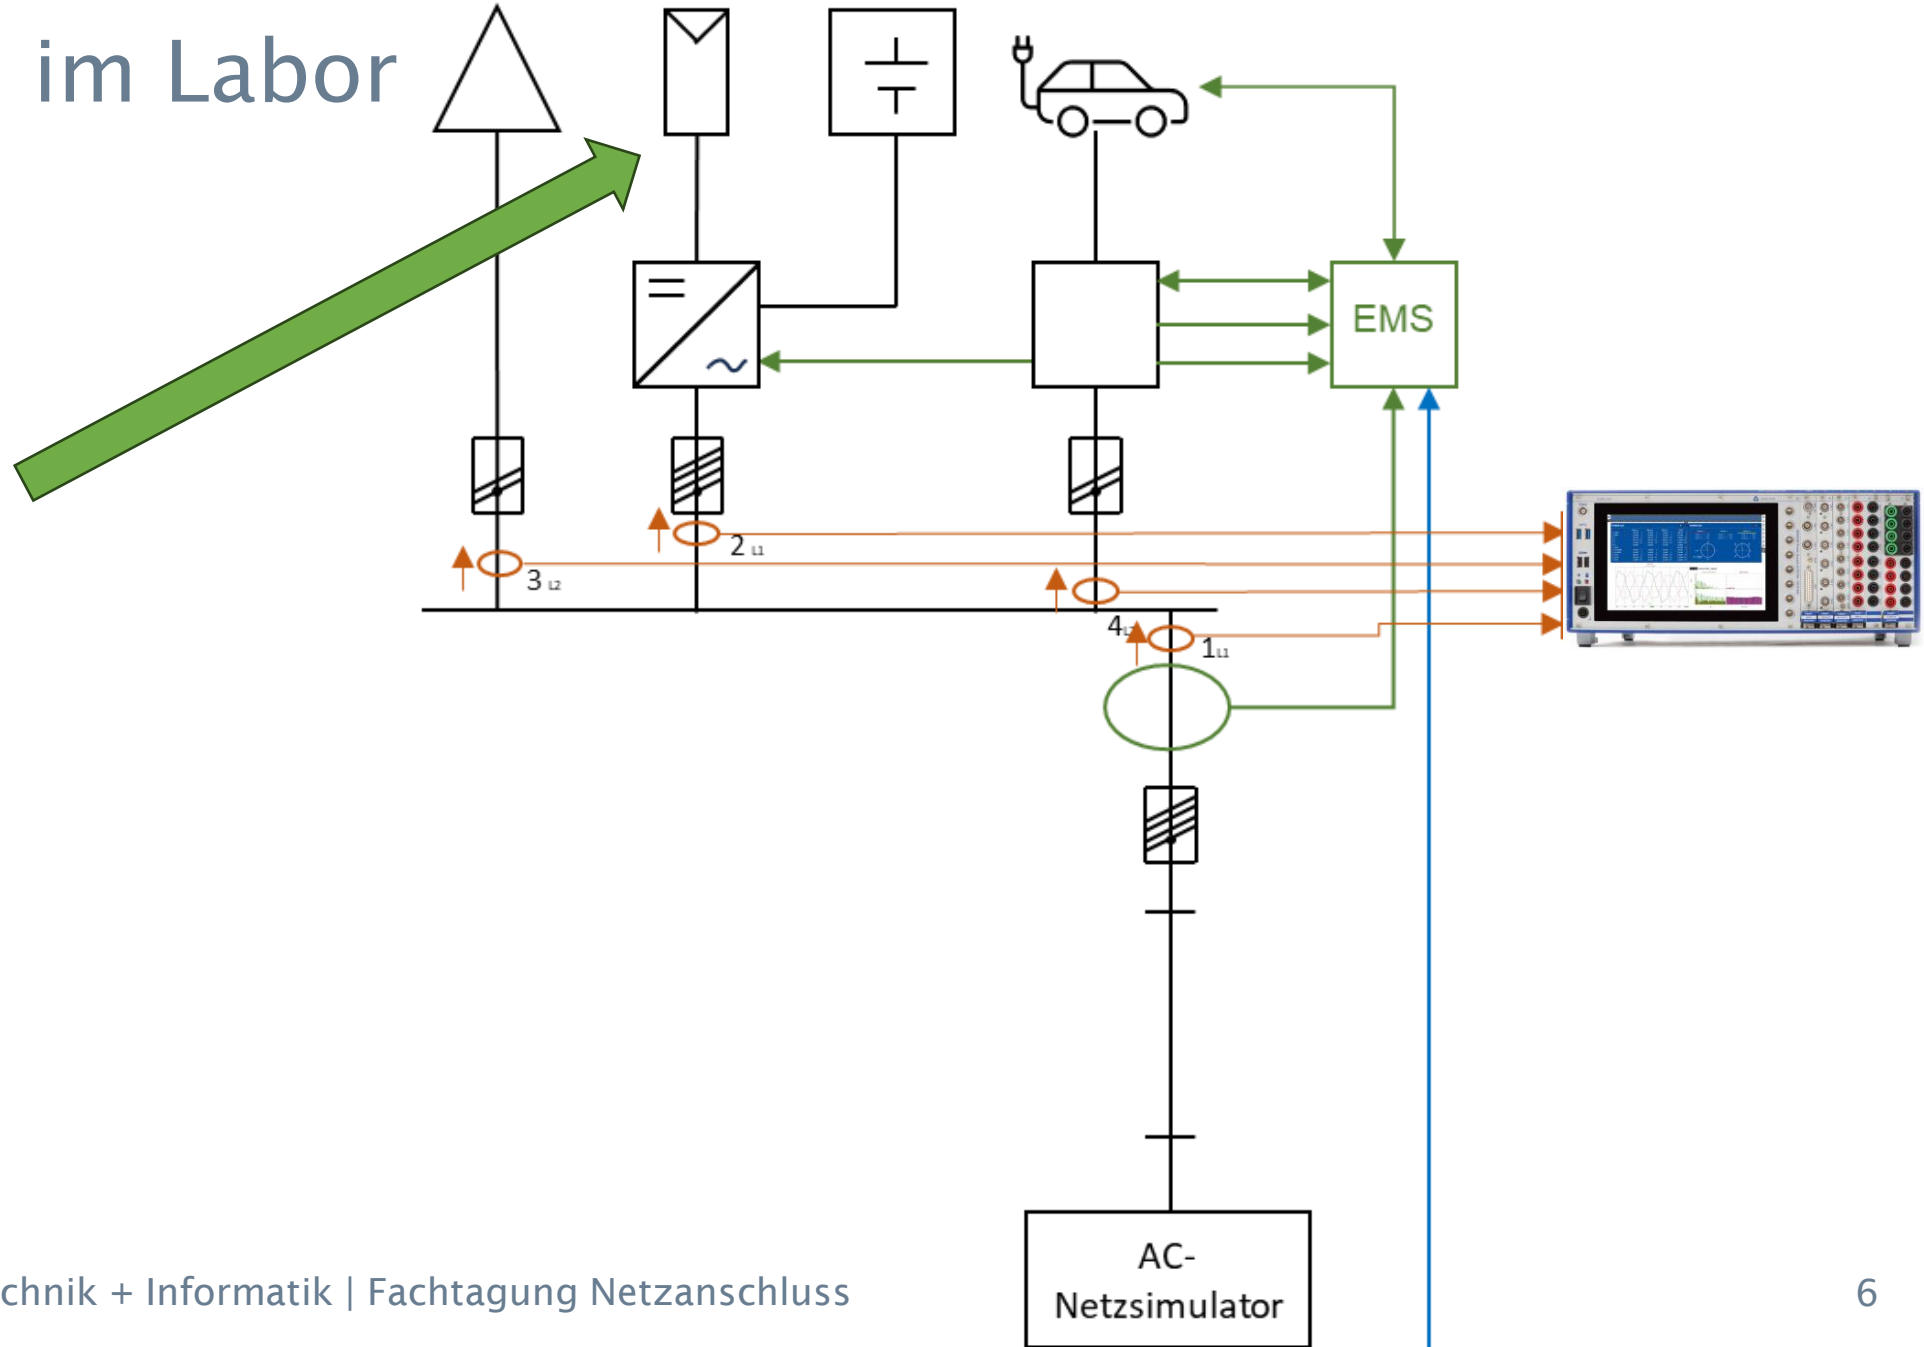 im Labor
EMS
2 L1
3 L2
4
1 L1
AC-
Netzsimulator
chnik + Informatik | Fachtagung Netzanschluss
6